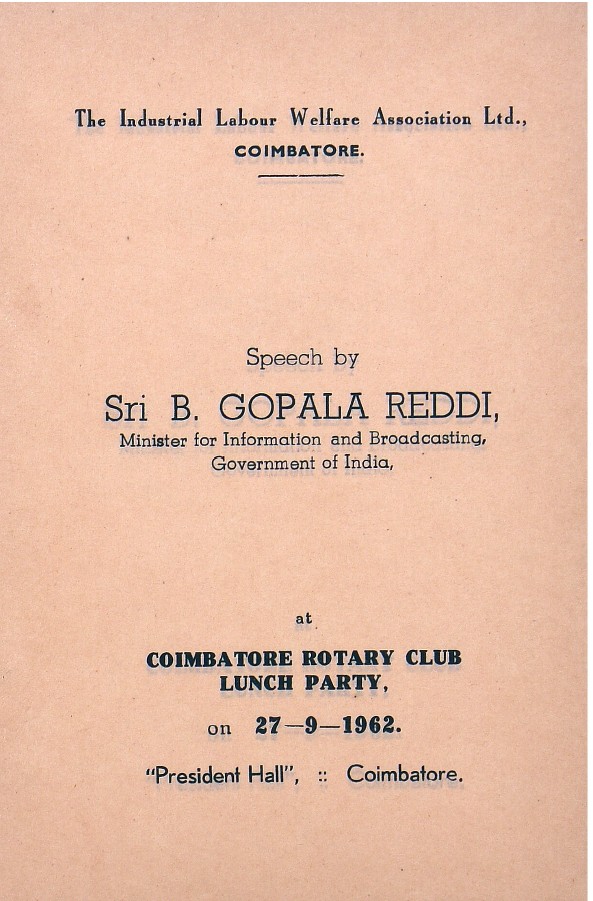 The Industrial Labour Welfare Association Ltd.,
COIMBATORE.
Speech by
Sri B. GOPALA REDDI,
Minister for Information and Broadcasting,
Government of India,
at
COIMBATORE ROTARY CLUB
LUNCH PARTY,
on 27—9—1962.
"President Hall", :: Coimbatore.